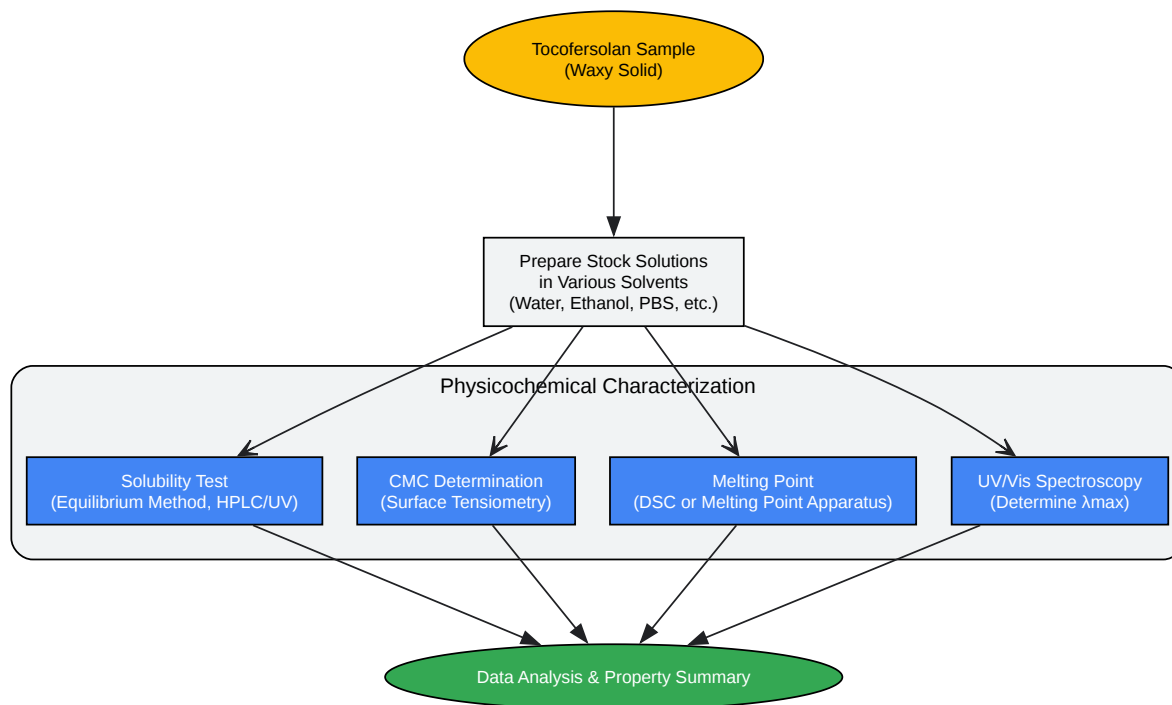 Tocofersolan Sample
(Waxy Solid)
Prepare Stock Solutions
in Various Solvents
(Water, Ethanol, PBS, etc.)
Physicochemical Characterization
Solubility Test
(Equilibrium Method, HPLC/UV)
CMC Determination
(Surface Tensiometry)
Melting Point
(DSC or Melting Point Apparatus)
UV/Vis Spectroscopy
(Determine λmax)
Data Analysis & Property Summary